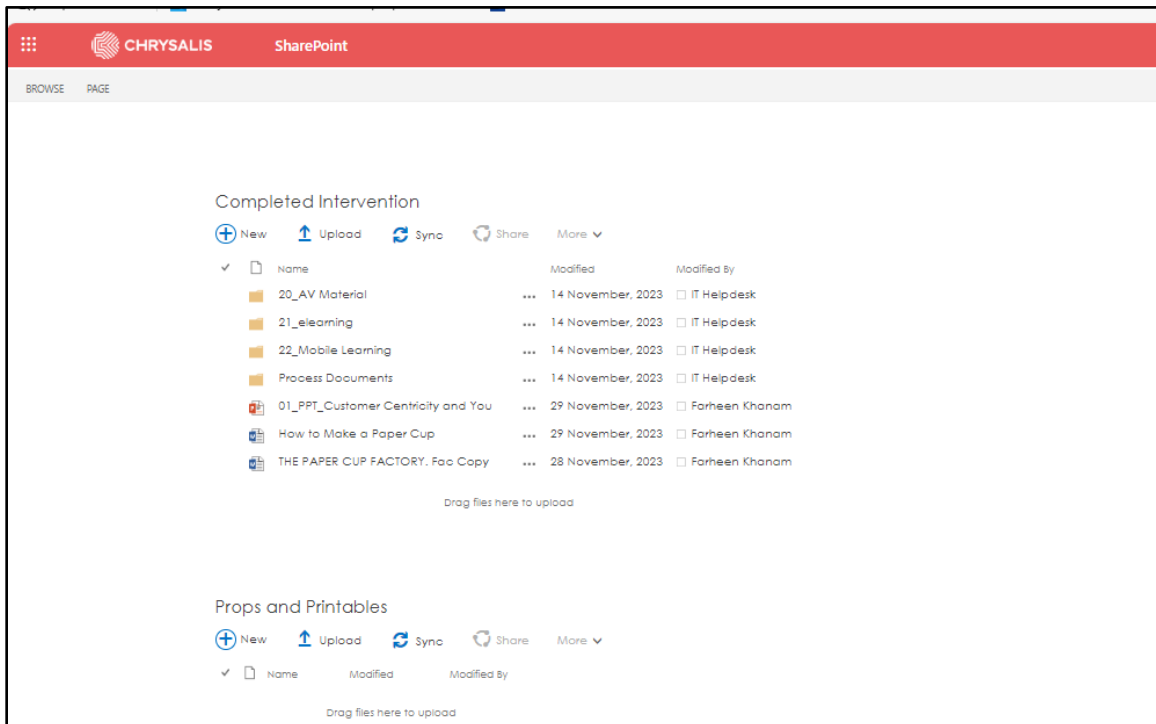 CHRYSALIS SharePoint
BROWSE PAGE
Completed Intervention
New Upload Sync Share More
Name Modified Modified By
20_AV Material ... 14 November, 2023 IT Helpdesk
21_elearning ... 14 November, 2023 IT Helpdesk
22_Mobile Learning ... 14 November, 2023 IT Helpdesk
Process Documents ... 14 November, 2023 IT Helpdesk
01_PPT_Customer Centricity and You ... 29 November, 2023 Farheen Khanam
How to Make a Paper Cup ... 29 November, 2023 Farheen Khanam
THE PAPER CUP FACTORY. Fac Copy ... 28 November, 2023 Farheen Khanam
Drag files here to upload
Props and Printables
New Upload Sync Share More
Name Modified Modified By
Drag files here to upload